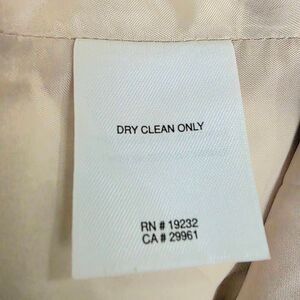 DRY CLEAN ONLY
RN # 19232
CA # 29961